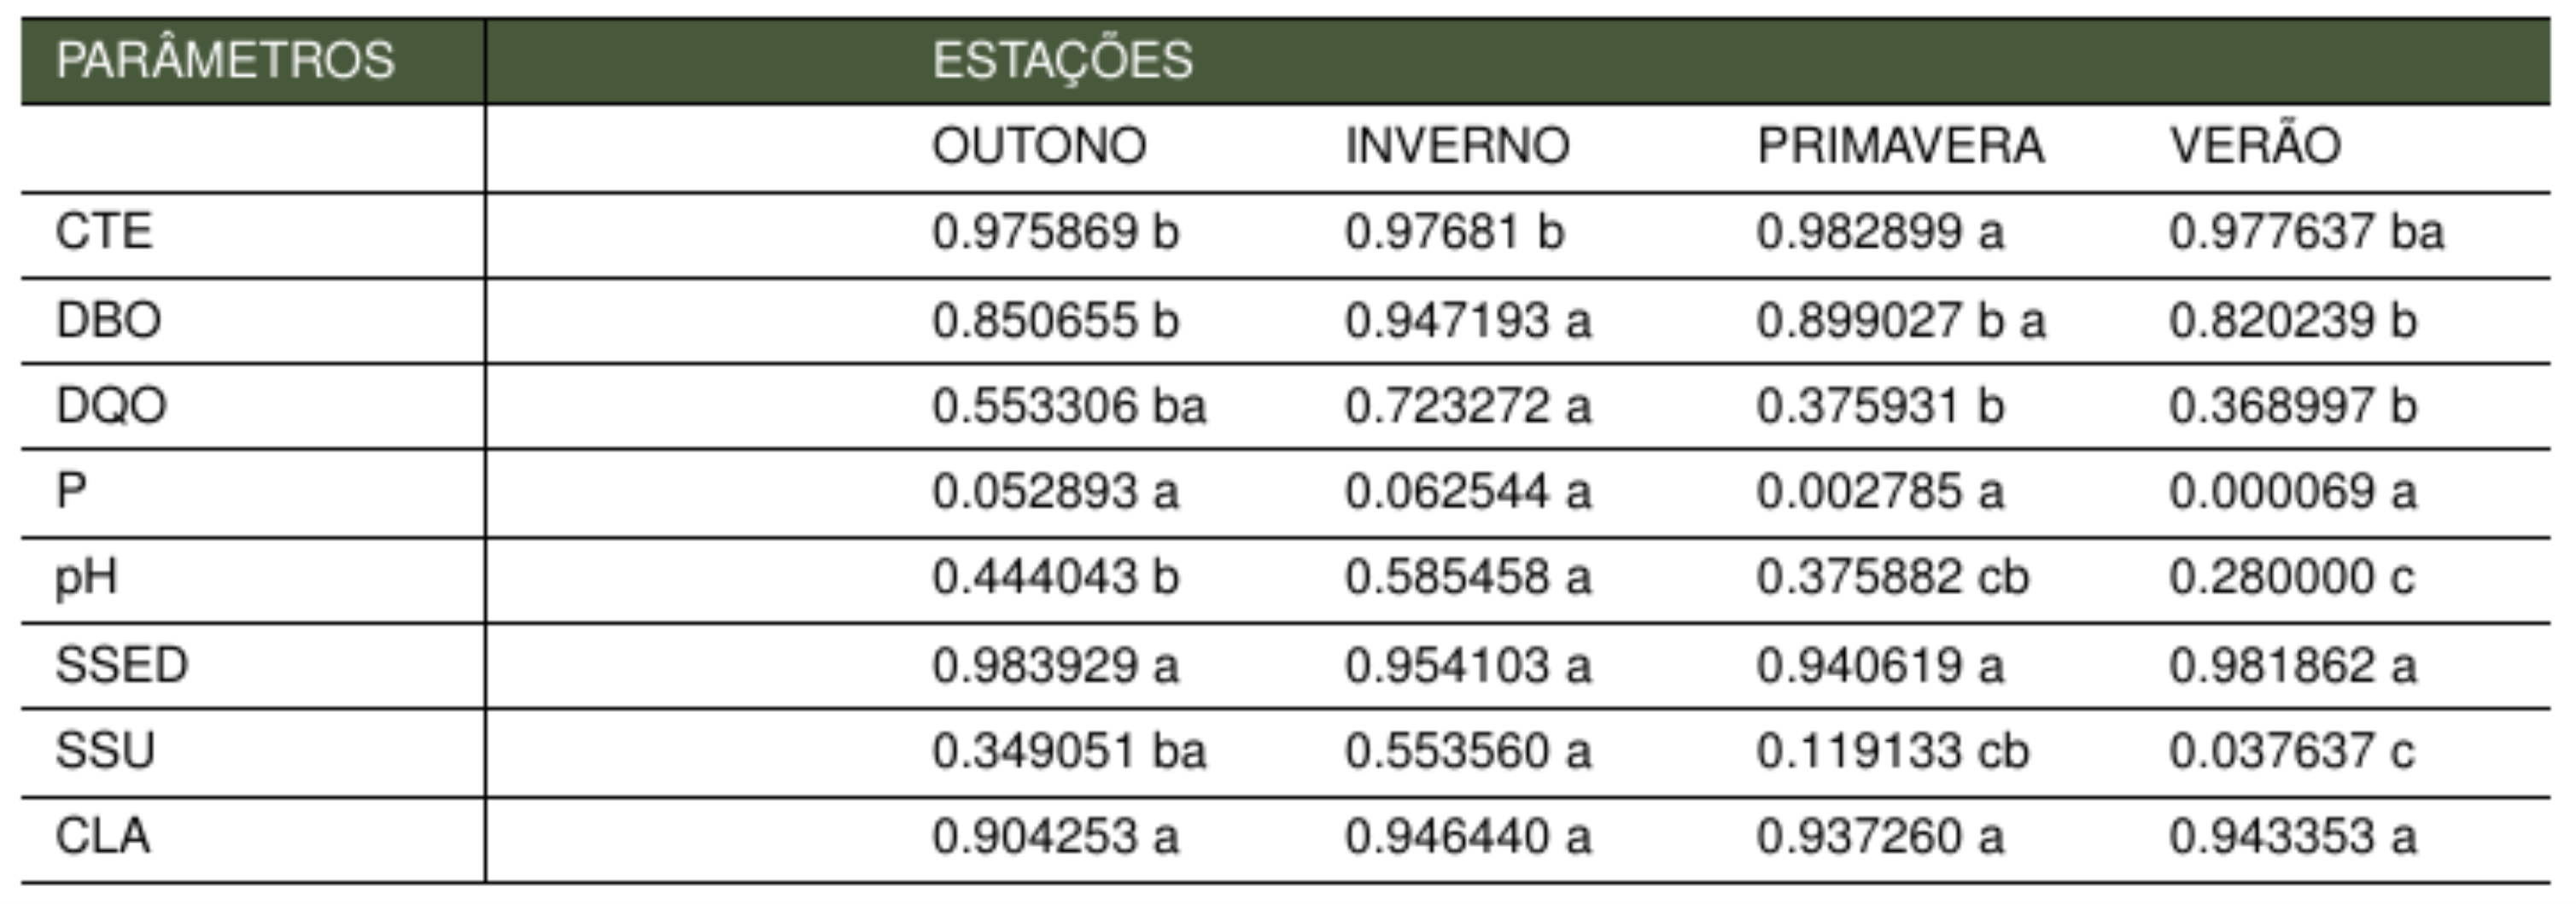 PARÂMETROS ESTAÇÕES
OUTONO INVERNO PRIMAVERA VERÃO
CTE 0.975869 b 0.97681 b 0.982899 a 0.977637 ba
DBO 0.850655 b 0.947193 a 0.899027 b a 0.820239 b
DQO 0.553306 ba 0.723272 a 0.375931 b 0.368997 b
P 0.052893 a 0.062544 a 0.002785 a 0.000069 a
pH 0.444043 b 0.585458 a 0.375882 cb 0.280000 c
SSED 0.983929 a 0.954103 a 0.940619 a 0.981862 a
SSU 0.349051 ba 0.553560 a 0.119133 cb 0.037637 c
CLA 0.904253 a 0.946440 a 0.937260 a 0.943353 a